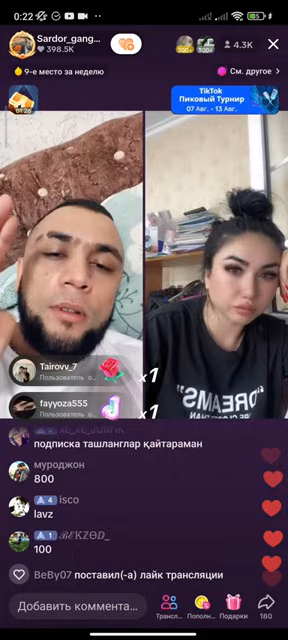 0:22
Sardor_gang...
398.5K
4.3K
9-е место за неделю
См. другое >
TikTok
Пиковый Турнир
07 Авг. - 13 Авг.
"DREAMS"
Tairovv_7
Пользователь о...
x1
fayyoza555
Пользователь о...
x1
подписка ташланглар қайтараман
муроджон
800
4 isco
lavz
1
100
BeBy07 поставил(-а) лайк трансляции
Добавить коммента...
Трансл...
Пополн...
Подарки
180